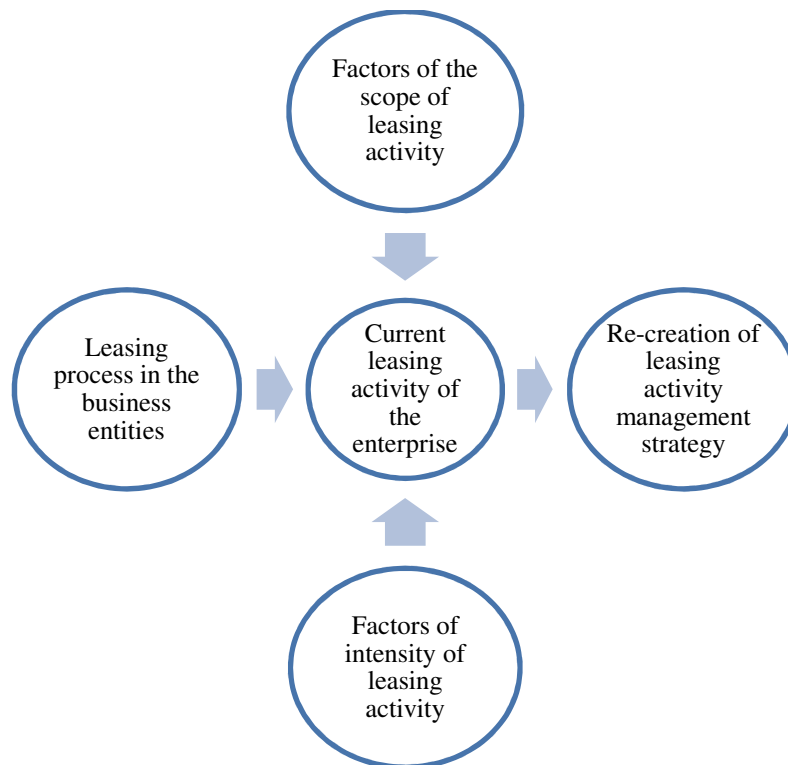 Factors of the
scope of
leasing
activity
Leasing
process in the
business
entities
Current
leasing
activity of
the
enterprise
Re-creation of
leasing
activity
management
strategy
Factors of
intensity of
leasing
activity